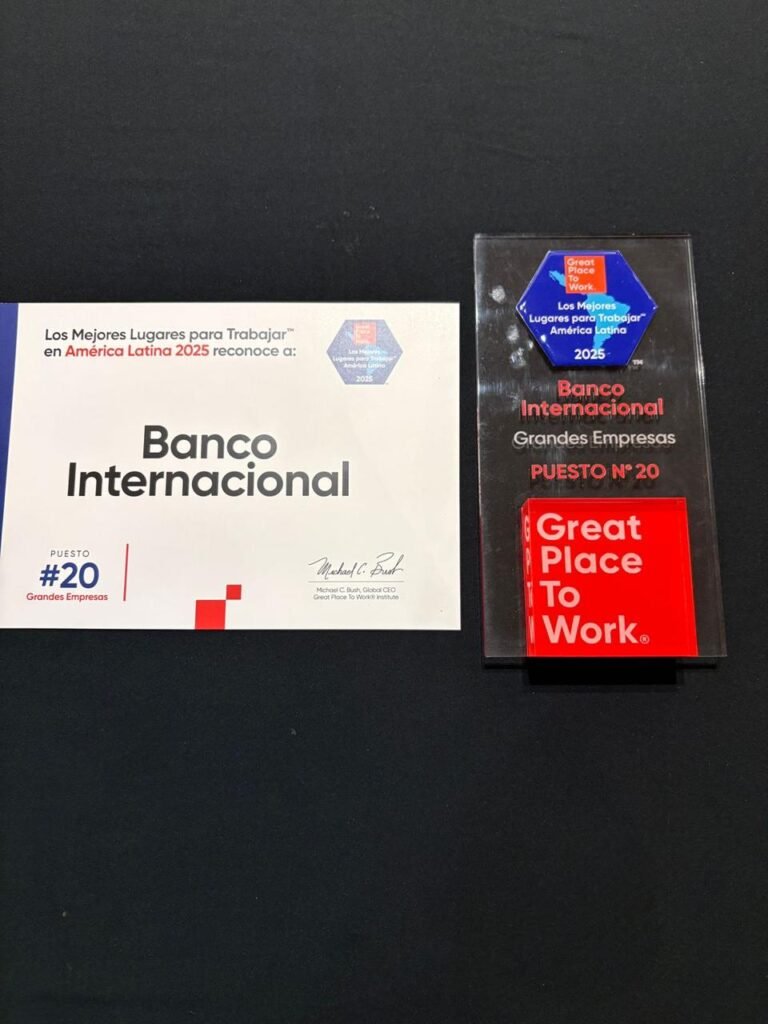 Los Mejores Lugares para Trabajar™
en América Latina 2025 reconoce a:
Great
Place
To
Work.
Los Mejores
Lugares para Trabajar™
América Latina
2025
Banco
Internacional
PUESTO
#20
Grandes Empresas
Michael C. Bush
Michael C. Bush, Global CEO
Great Place To Work® Institute
Great
Place
To
Work.
Los Mejores
Lugares para Trabajar™
América Latina
2025
TM
Banco
Internacional
Grandes Empresas
PUESTO N° 20
Great
Place
To
Work.®